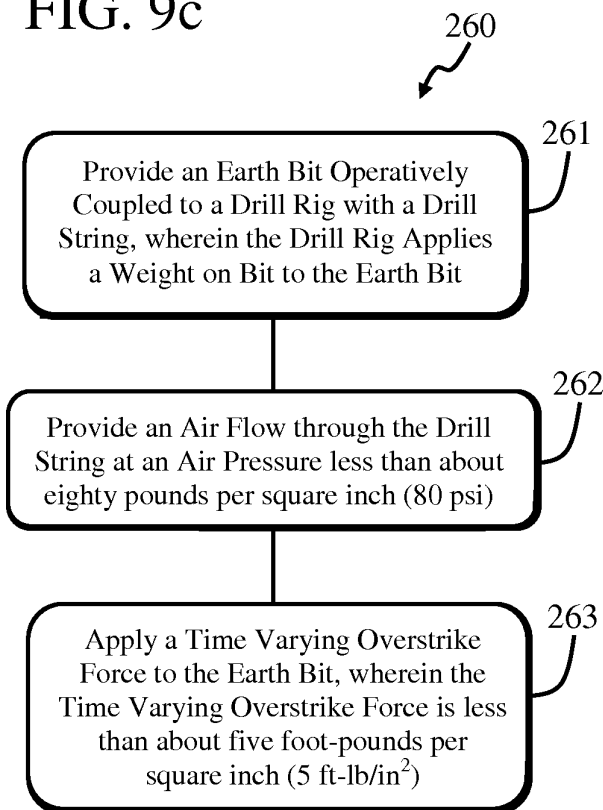 FIG. 9c
260
261
Provide an Earth Bit Operatively
Coupled to a Drill Rig with a Drill
String, wherein the Drill Rig Applies
a Weight on Bit to the Earth Bit
262
Provide an Air Flow through the Drill
String at an Air Pressure less than about
eighty pounds per square inch (80 psi)
263
Apply a Time Varying Overstrike
Force to the Earth Bit, wherein the
Time Varying Overstrike Force is less
than about five foot-pounds per
square inch (5 ft-lb/in²)